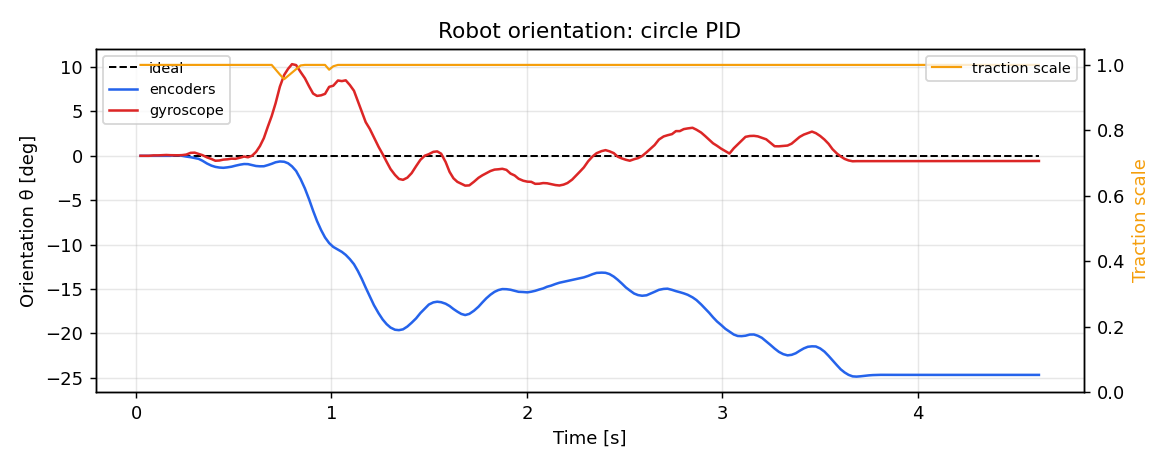 Robot orientation: circle PID
ideal
encoders
gyroscope
traction scale
10
5
0
−5
−10
−15
−20
−25
Orientation θ [deg]
1.0
0.8
0.6
0.4
0.2
0.0
Traction scale
0
1
2
3
4
Time [s]